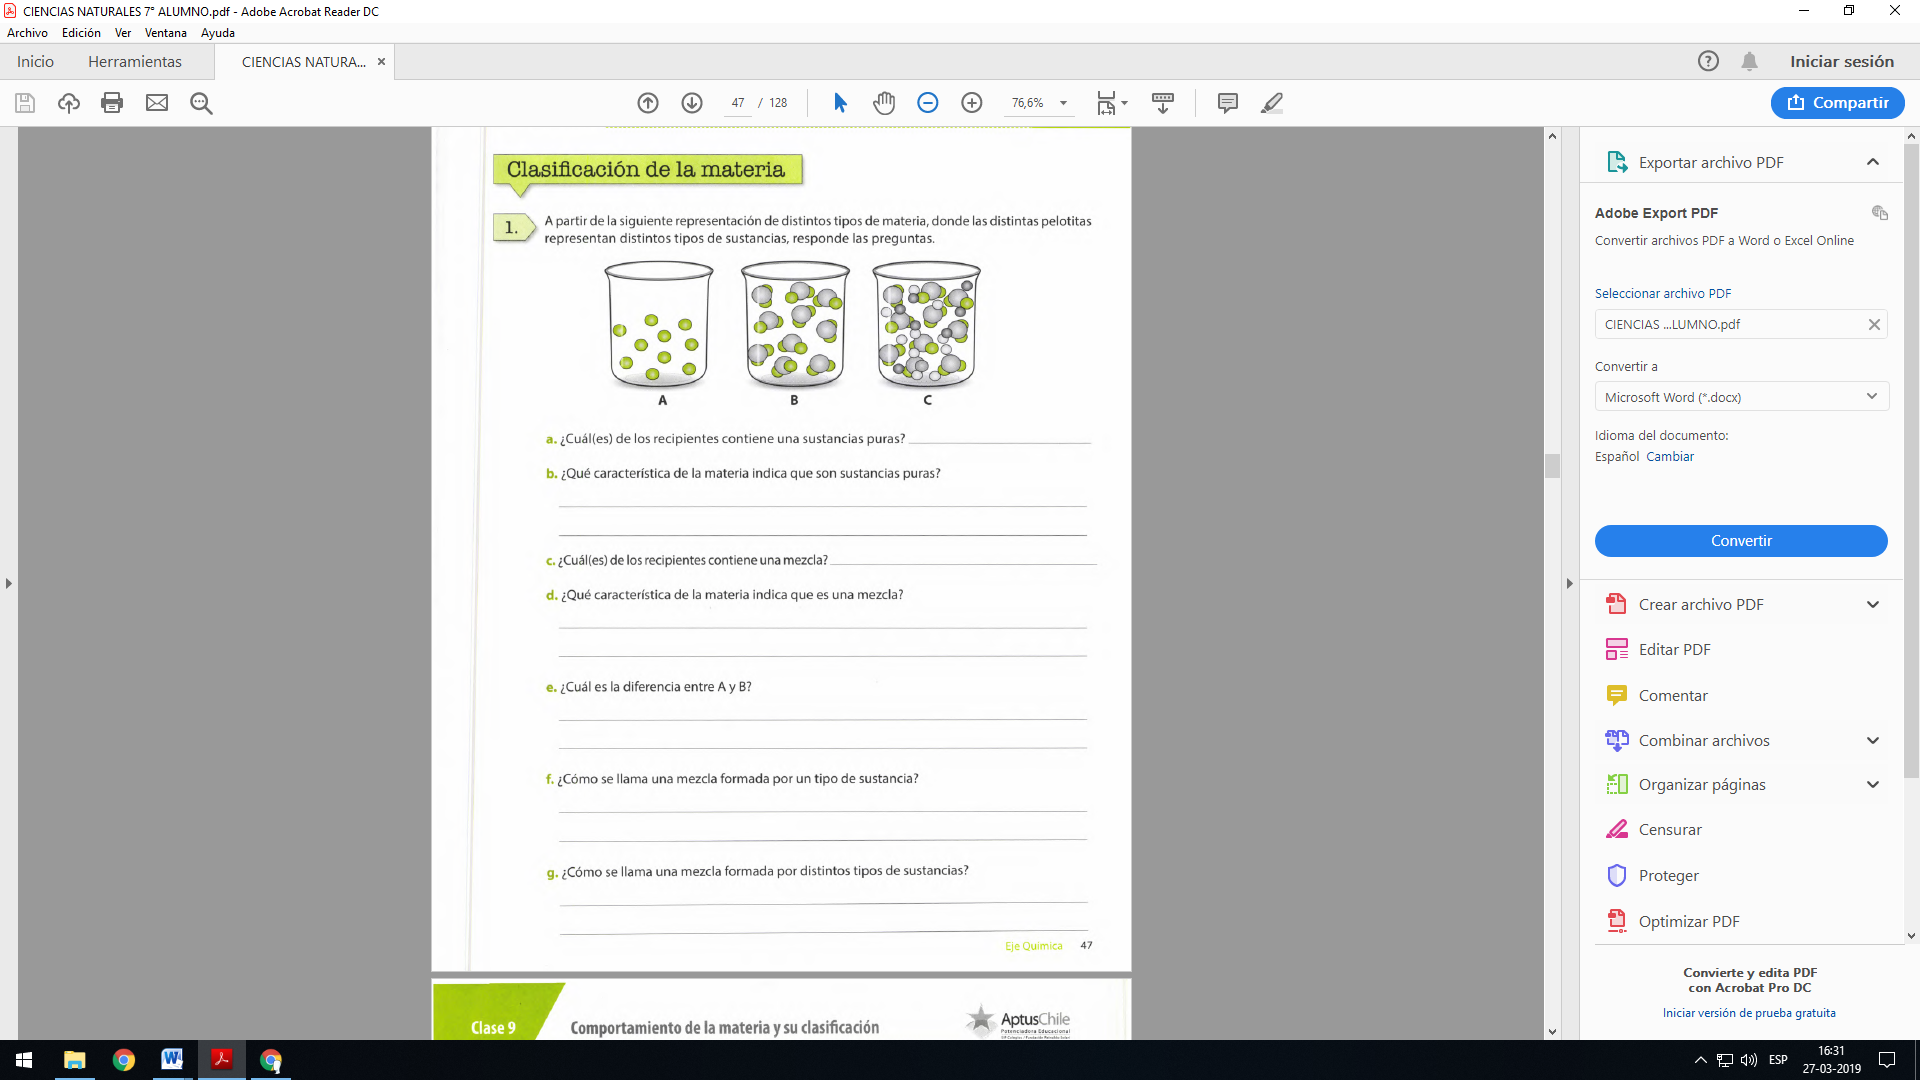 CIENCIAS NATURALES 7° ALUMNO.pdf - Adobe Acrobat Reader DC
Archivo Edición Ver Ventana Ayuda
Inicio Herramientas CIENCIAS NATURA... Iniciar sesión
47 / 128 76,6% Compartir
Clasificación de la materia
1. A partir de la siguiente representación de distintos tipos de materia, donde las distintas pelotitas
representan distintos tipos de sustancias, responde las preguntas.
A B C
a. ¿Cuál(es) de los recipientes contiene una sustancias puras?
b. ¿Qué característica de la materia indica que son sustancias puras?
c. ¿Cuál(es) de los recipientes contiene una mezcla?
d. ¿Qué característica de la materia indica que es una mezcla?
e. ¿Cuál es la diferencia entre A y B?
f. ¿Cómo se llama una mezcla formada por un tipo de sustancia?
g. ¿Cómo se llama una mezcla formada por distintos tipos de sustancias?
Eje Química 47
Clase 9 Comportamiento de la materia y su clasificación
AptusChile
Potenciadora Educacional
Exportar archivo PDF
Adobe Export PDF
Convertir archivos PDF a Word o Excel Online
Seleccionar archivo PDF
CIENCIAS ...LUMNO.pdf
Convertir a
Microsoft Word (*.docx)
Idioma del documento:
Español Cambiar
Convertir
Crear archivo PDF
Editar PDF
Comentar
Combinar archivos
Organizar páginas
Censurar
Proteger
Optimizar PDF
Convierte y edita PDF
con Acrobat Pro DC
Iniciar versión de prueba gratuita
ESP
16:31
27-03-2019